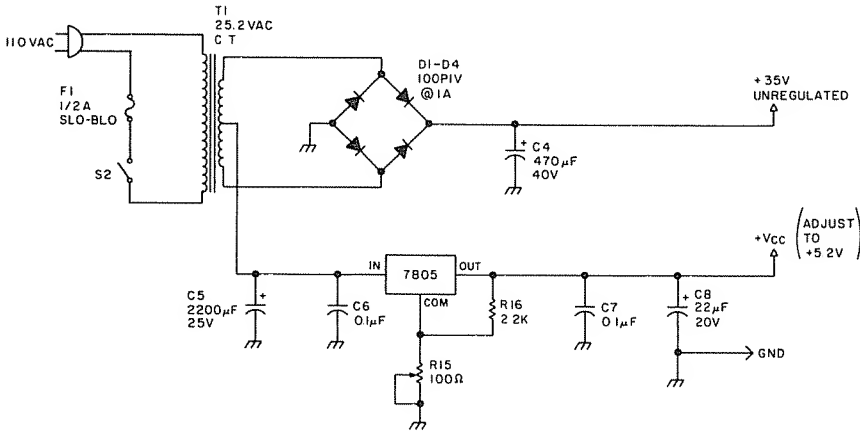 T1
25.2VAC
C T
110VAC
F1
1/2 A
SLO-BLO
S2
D1-D4
100PIV
@ 1A
+ 35V
UNREGULATED
+ C4
470µF
40V
+VCC (ADJUST TO +5.2V)
IN
7805
OUT
COM
C5 +
2200µF
25V
C6
0.1µF
R16
2.2K
C7
0.1µF
+ C8
22µF
20V
GND
R15
100Ω